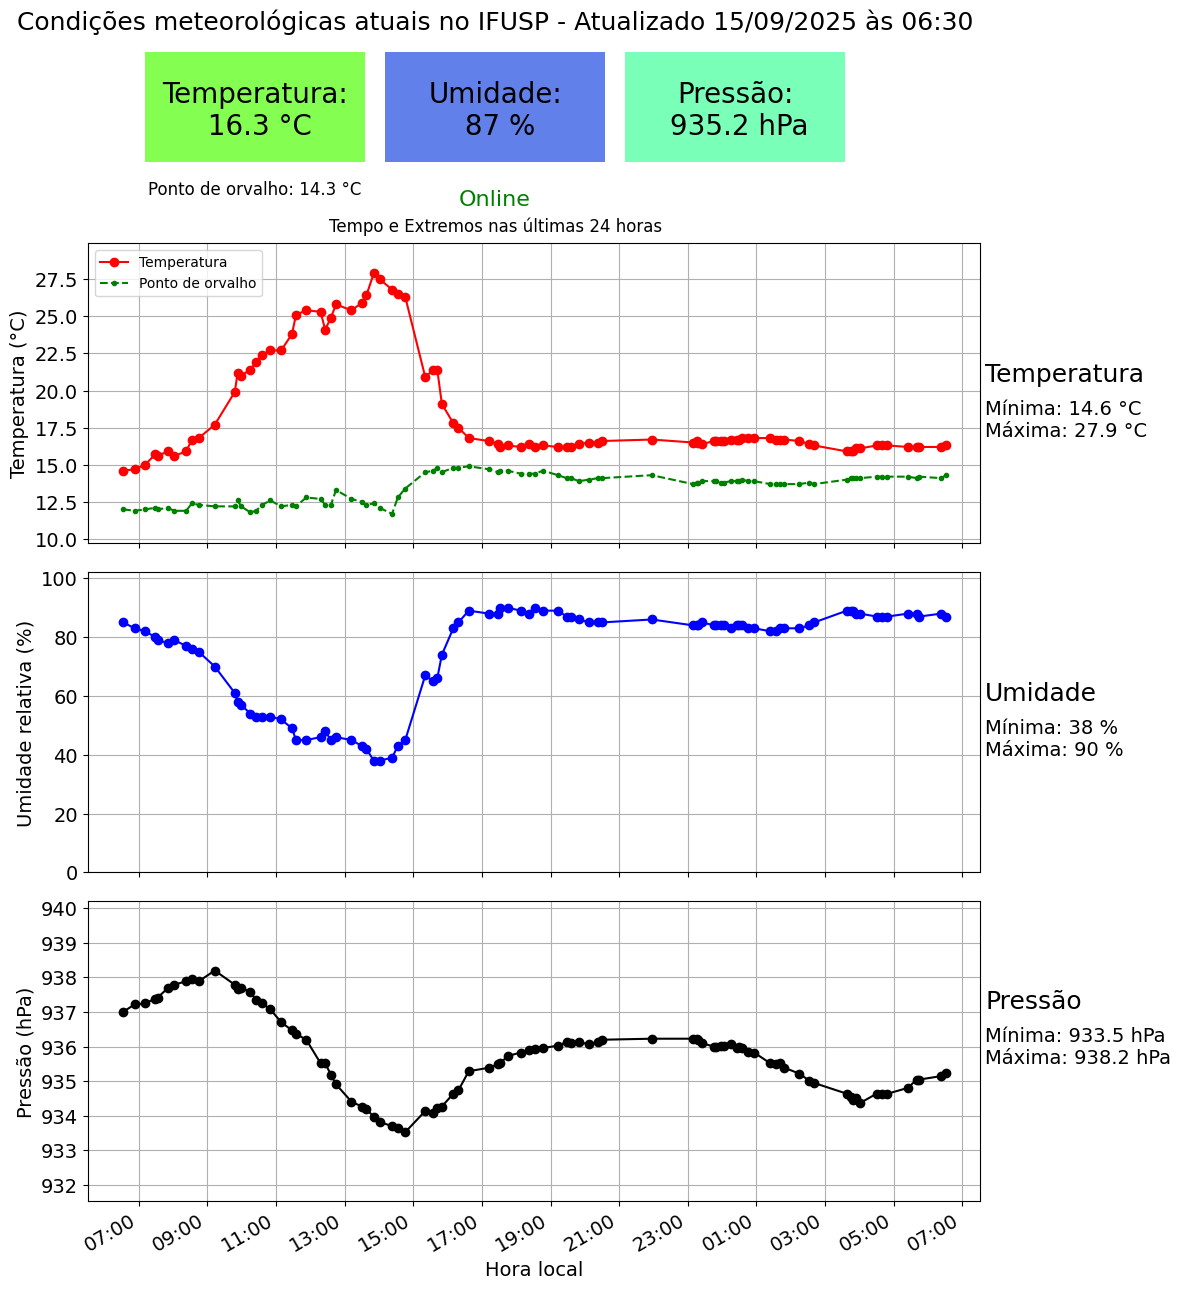 Condições meteorológicas atuais no IFUSP - Atualizado 15/09/2025 às 06:30
Temperatura:
16.3 °C
Umidade:
87 %
Pressão:
935.2 hPa
Ponto de orvalho: 14.3 °C
Online
Tempo e Extremos nas últimas 24 horas
Temperatura
Ponto de orvalho
Temperatura (°C)
27.5
25.0
22.5
20.0
17.5
15.0
12.5
10.0
Temperatura
Mínima: 14.6 °C
Máxima: 27.9 °C
Umidade relativa (%)
100
80
60
40
20
0
Umidade
Mínima: 38 %
Máxima: 90 %
Pressão (hPa)
940
939
938
937
936
935
934
933
932
Pressão
Mínima: 933.5 hPa
Máxima: 938.2 hPa
07:00 09:00 11:00 13:00 15:00 17:00 19:00 21:00 23:00 01:00 03:00 05:00 07:00
Hora local